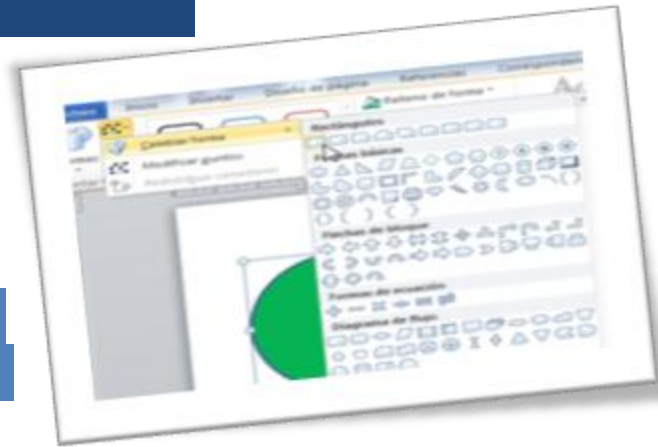 Inicio Insertar Diseño de página Referencias Correspondencia
Relleno de forma
Cambiar forma
Modificar puntos
Rectángulos
Formas básicas
Flechas de bloque
Formas de ecuación
Diagrama de flujo